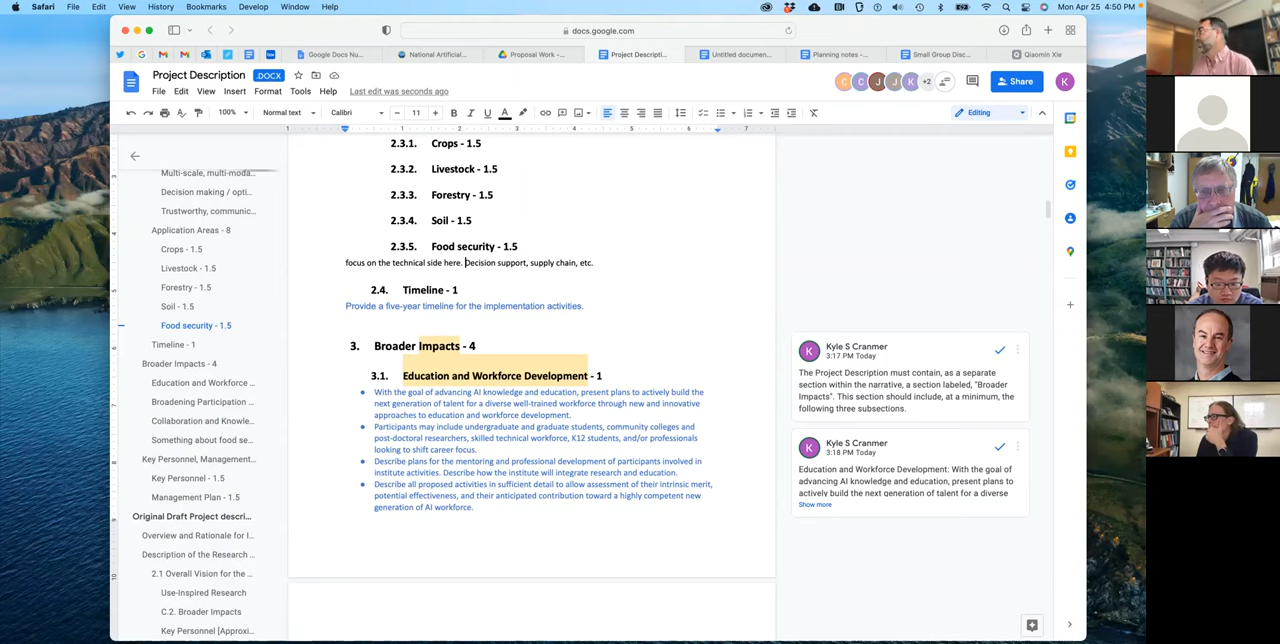 Safari File Edit View History Bookmarks Develop Window Help
Mon Apr 25 4:50 PM
docs.google.com
Google Docs Nu...
National Artificial...
Proposal Work -...
Project Descripti...
Untitled documen...
Planning notes -...
Small Group Disc...
Qiaomin Xie
Project Description .DOCX
File Edit View Insert Format Tools Help Last edit was seconds ago
C C J J K +2
Share
K
100% Normal text Calibri - 11 + B I U A
Editing
1 1 2 3 4 5 6 7
Multi-scale, multi-moda...
Decision making / opti...
Trustworthy, communic...
Application Areas - 8
Crops - 1.5
Livestock - 1.5
Forestry - 1.5
Soil - 1.5
Food security - 1.5
Timeline - 1
Broader Impacts - 4
Education and Workforce ...
Broadening Participation ...
Collaboration and Knowle...
Something about food se...
Key Personnel, Management...
Key Personnel - 1.5
Management Plan - 1.5
Original Draft Project descri...
Overview and Rationale for I...
Description of the Research ...
2.1 Overall Vision for the ...
Use-Inspired Research
C.2. Broader Impacts
Key Personnel [Approxi...
2.3.1. Crops - 1.5
2.3.2. Livestock - 1.5
2.3.3. Forestry - 1.5
2.3.4. Soil - 1.5
2.3.5. Food security - 1.5
focus on the technical side here. Decision support, supply chain, etc.
2.4. Timeline - 1
Provide a five-year timeline for the implementation activities.
3. Broader Impacts - 4
3.1. Education and Workforce Development - 1
● With the goal of advancing AI knowledge and education, present plans to actively build the
next generation of talent for a diverse well-trained workforce through new and innovative
approaches to education and workforce development.
● Participants may include undergraduate and graduate students, community colleges and
post-doctoral researchers, skilled technical workforce, K12 students, and/or professionals
looking to shift career focus.
● Describe plans for the mentoring and professional development of participants involved in
institute activities. Describe how the institute will integrate research and education.
● Describe all proposed activities in sufficient detail to allow assessment of their intrinsic merit,
potential effectiveness, and their anticipated contribution toward a highly competent new
generation of AI workforce.
K
Kyle S Cranmer
3:17 PM Today
The Project Description must contain, as a separate
section within the narrative, a section labeled, "Broader
Impacts". This section should include, at a minimum, the
following three subsections.
K
Kyle S Cranmer
3:18 PM Today
Education and Workforce Development: With the goal of
advancing AI knowledge and education, present plans to
actively build the next generation of talent for a diverse
Show more